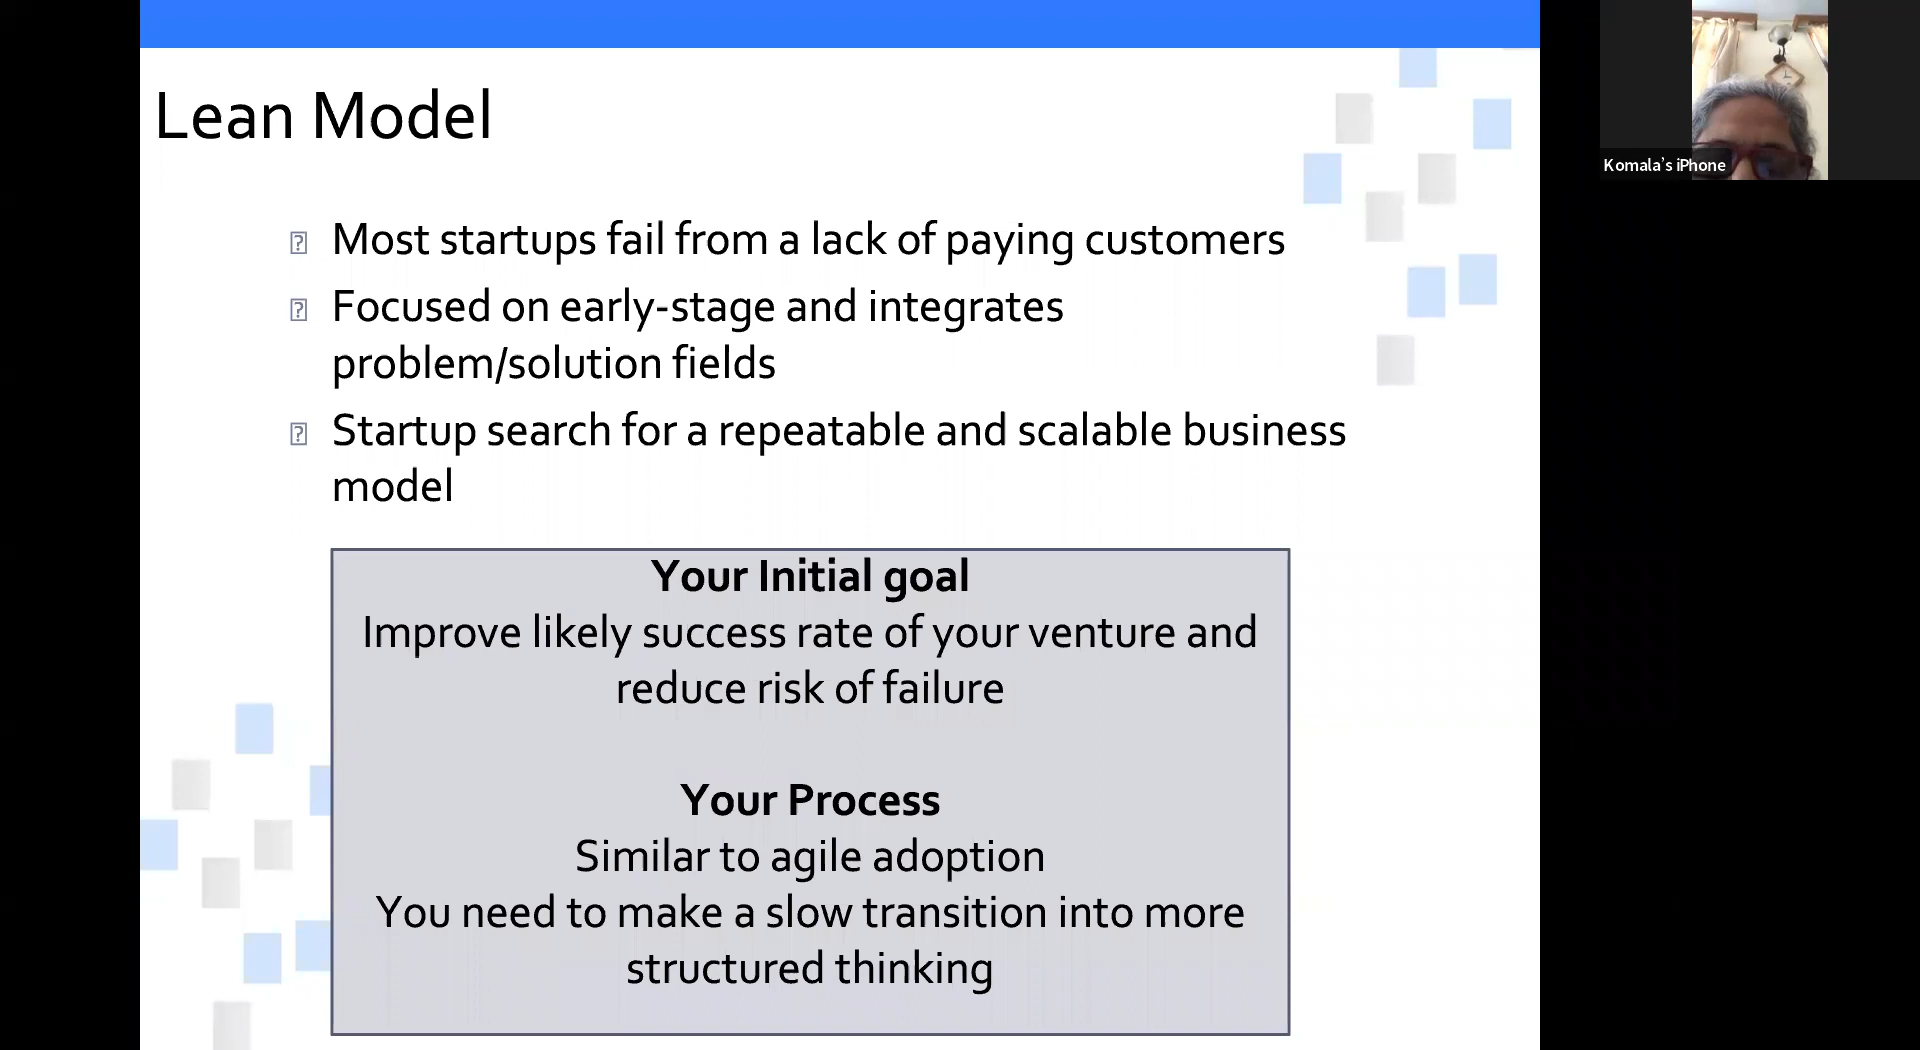 Lean Model
Most startups fail from a lack of paying customers
Focused on early-stage and integrates
problem/solution fields
Startup search for a repeatable and scalable business
model
Your Initial goal
Improve likely success rate of your venture and
reduce risk of failure
Your Process
Similar to agile adoption
You need to make a slow transition into more
structured thinking
Komala's iPhone